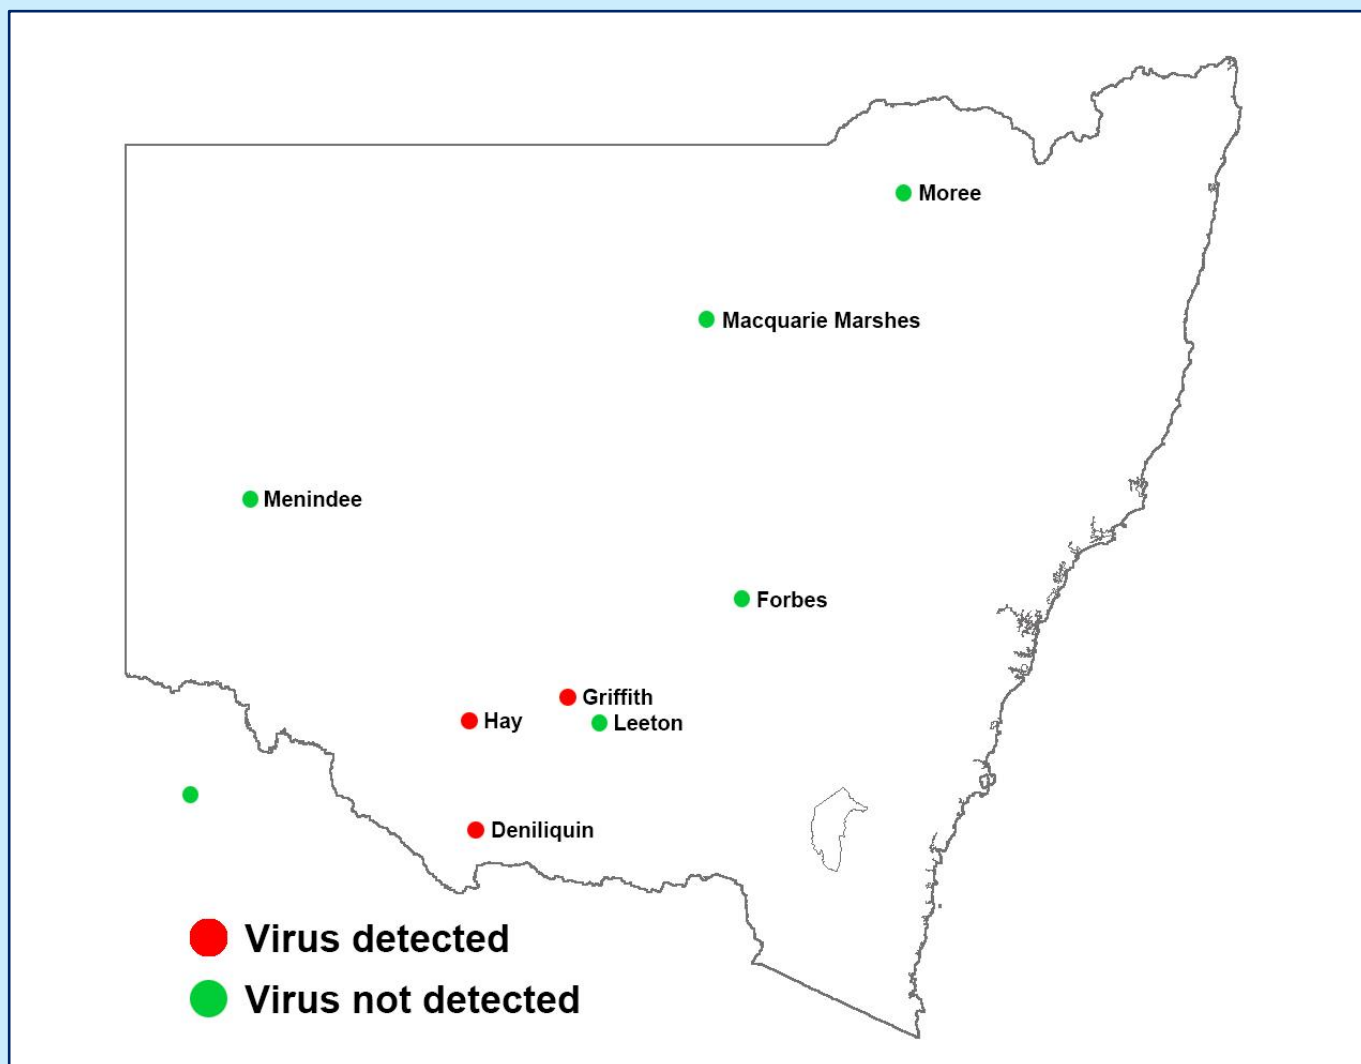 Moree
Macquarie Marshes
Menindee
Forbes
Griffith
Hay
Leeton
Deniliquin
Virus detected
Virus not detected